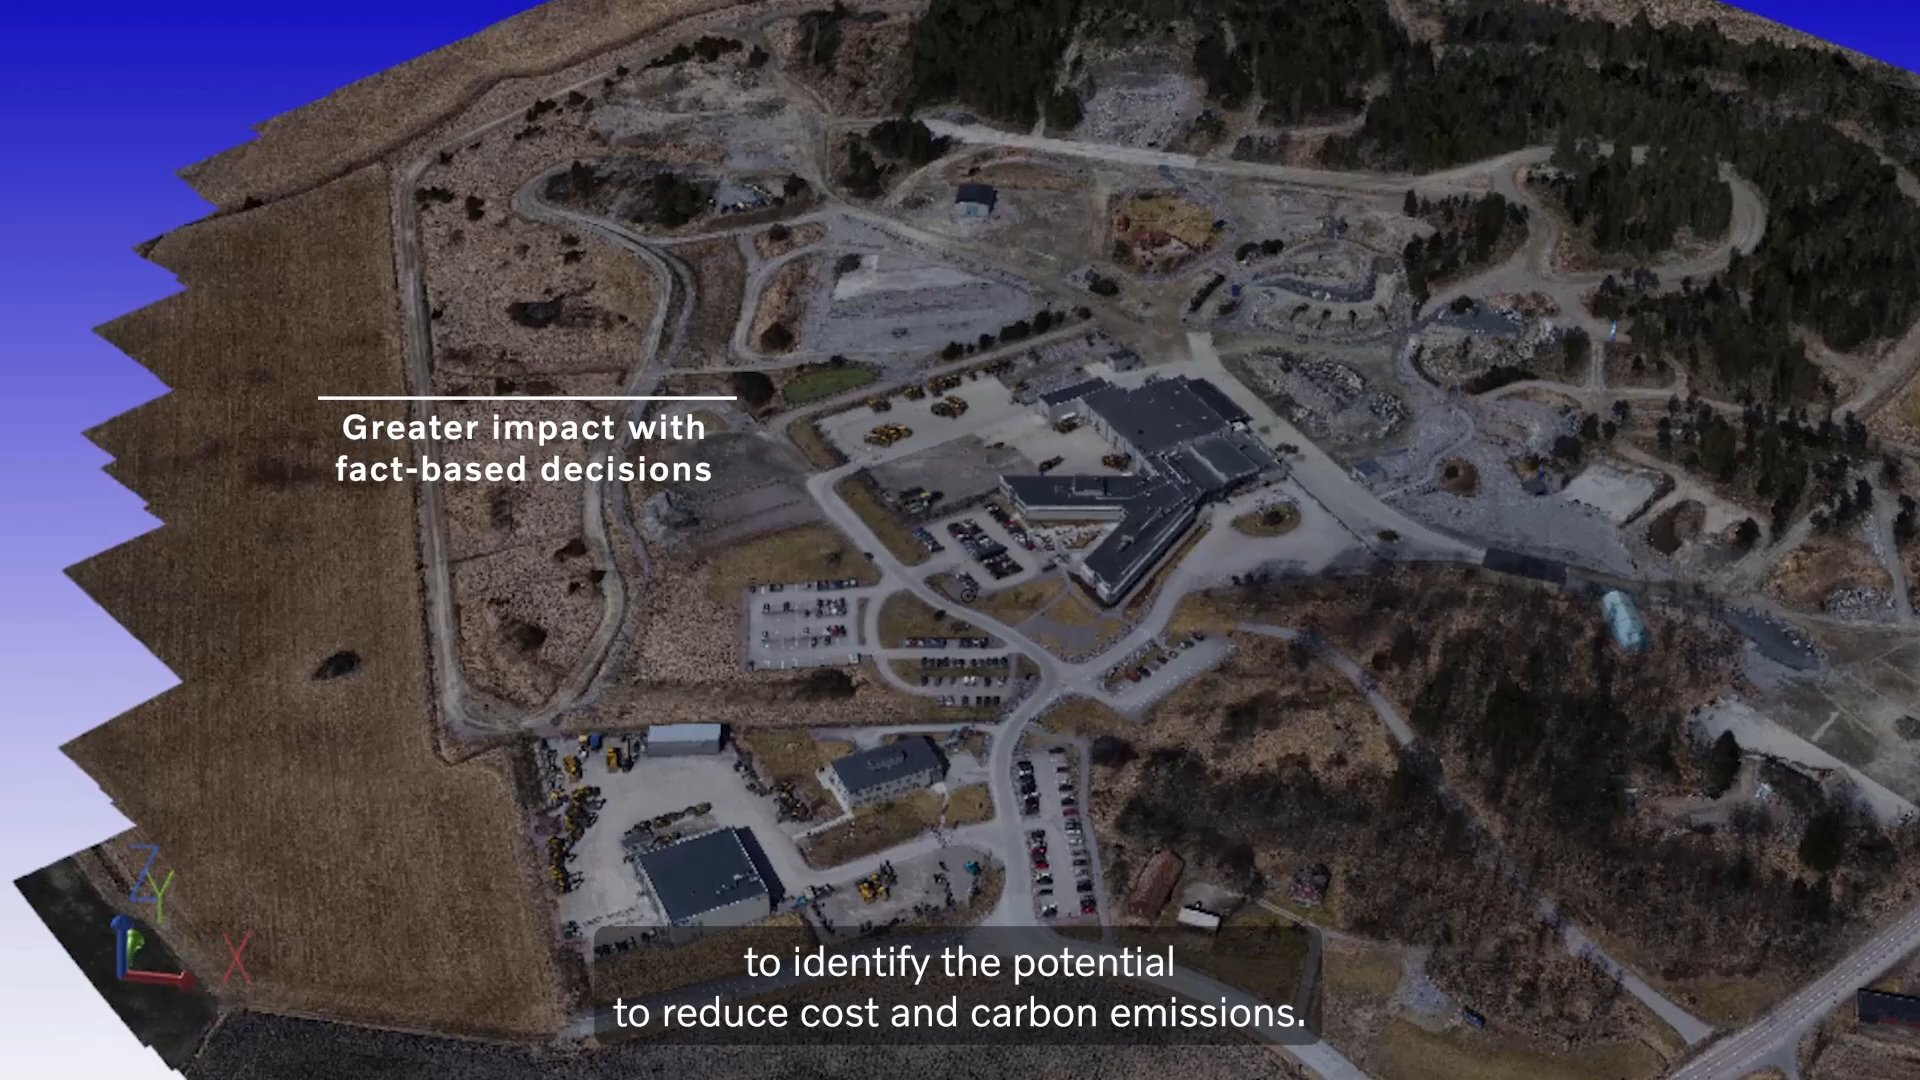 Greater impact with
fact-based decisions
Z
Y
X
to identify the potential
to reduce cost and carbon emissions.